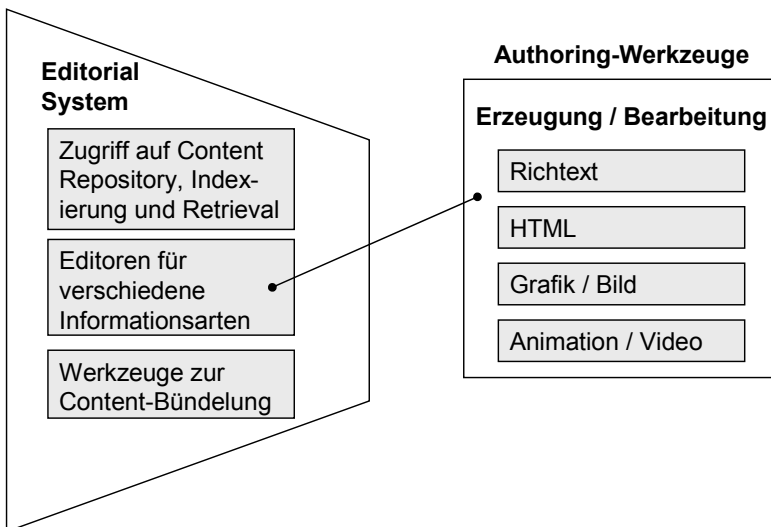 Editorial
System
Zugriff auf Content
Repository, Index-
ierung und Retrieval
Editoren für
verschiedene
Informationsarten
Werkzeuge zur
Content-Bündelung
Authoring-Werkzeuge
Erzeugung / Bearbeitung
Richtext
HTML
Grafik / Bild
Animation / Video